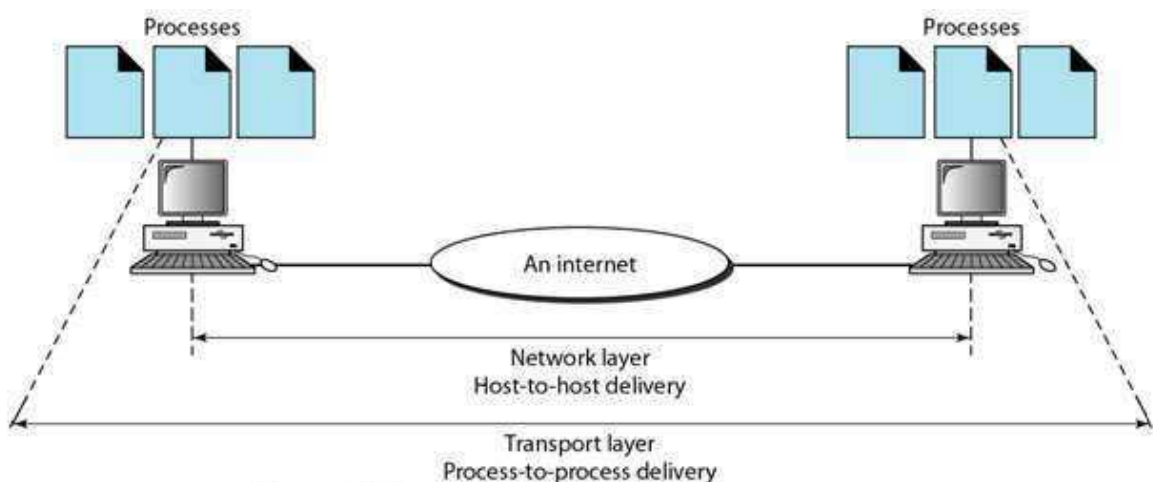 Processes
Processes
An internet
Network layer
Host-to-host delivery
Transport layer
Process-to-process delivery